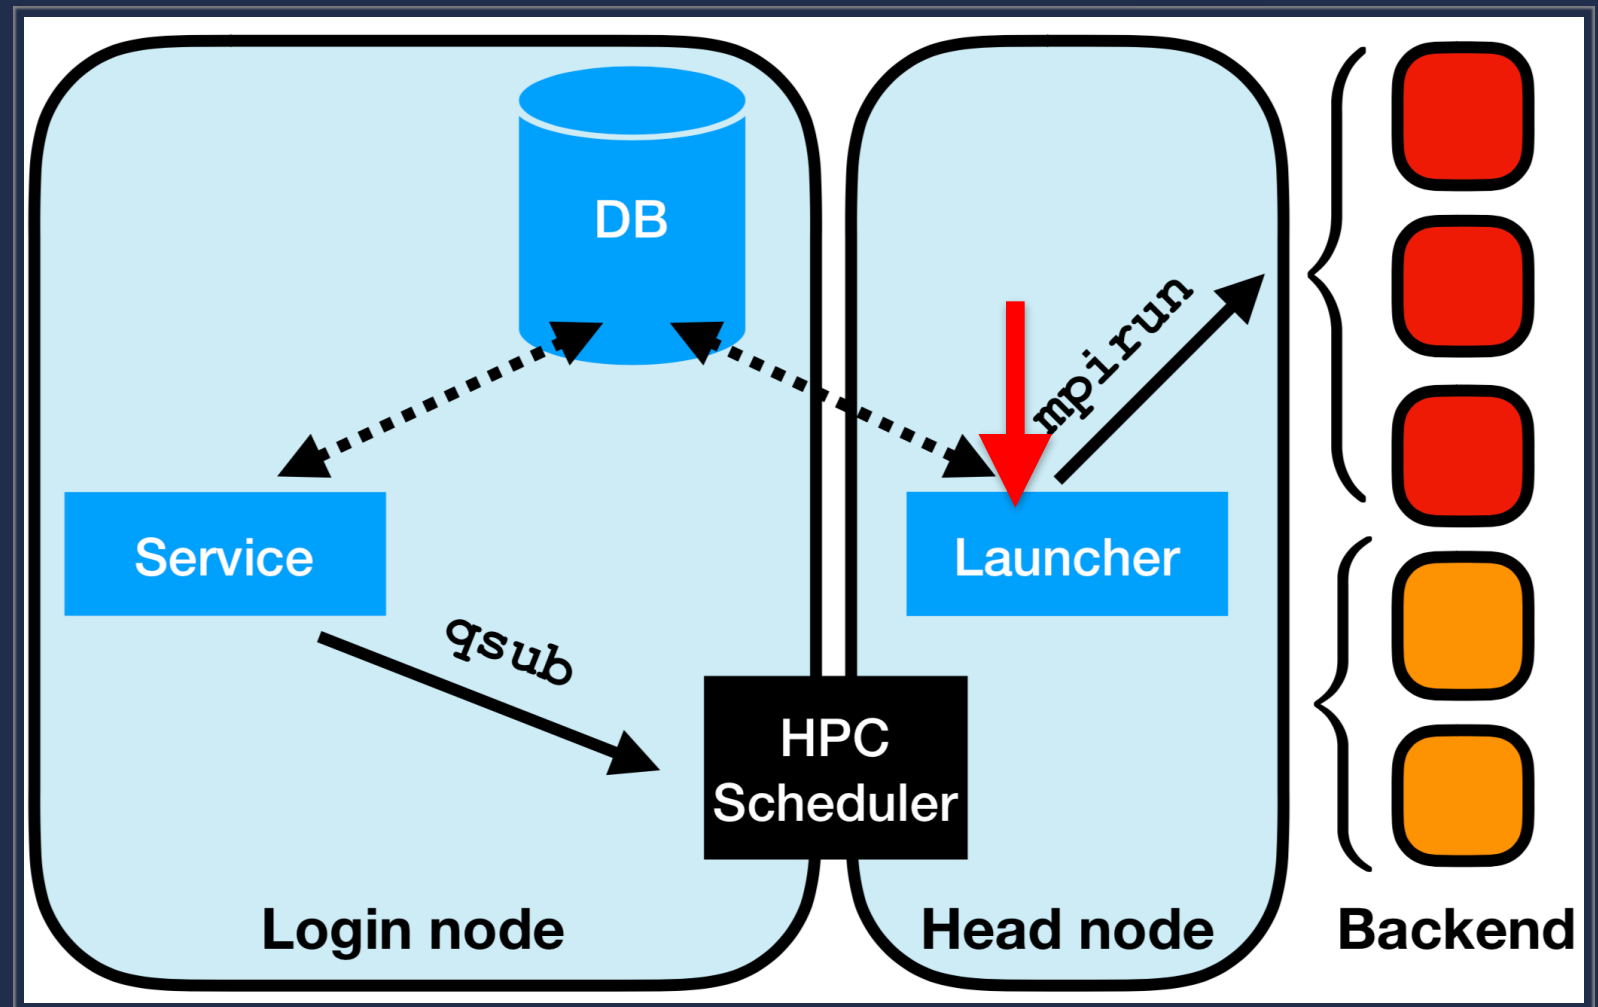 DB
mpirun
Service
Launcher
qsub
HPC
Scheduler
Login node
Head node
Backend